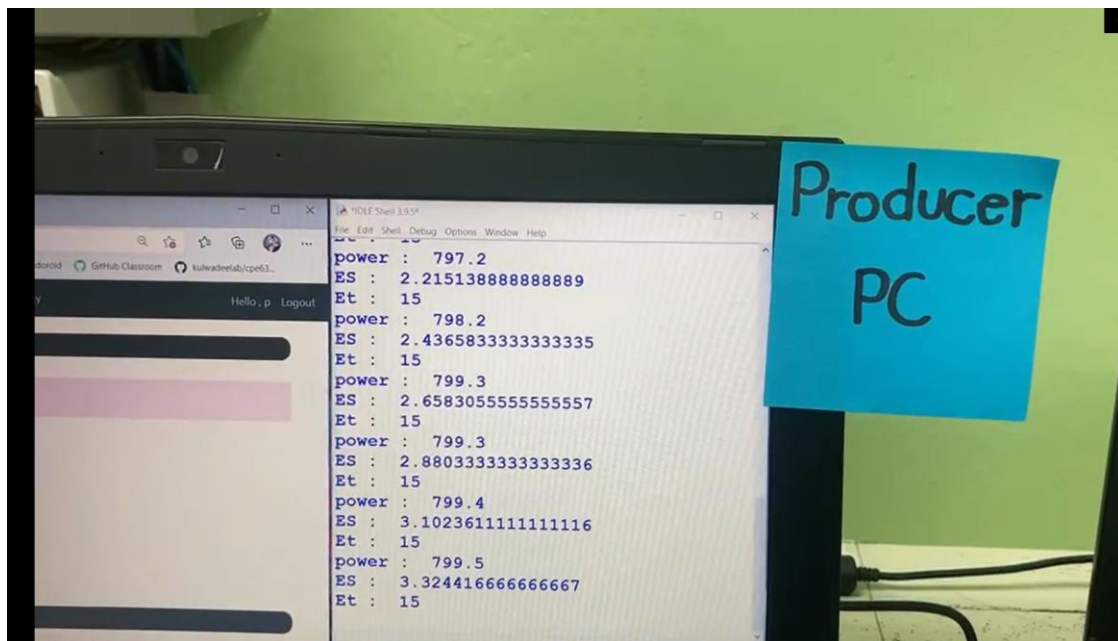 Producer
PC
*IDLE Shell 3.9.5*
File Edit Shell Debug Options Window Help
power : 797.2
ES : 2.215138888888889
Et : 15
power : 798.2
ES : 2.4365833333333335
Et : 15
power : 799.3
ES : 2.6583055555555557
Et : 15
power : 799.3
ES : 2.8803333333333336
Et : 15
power : 799.4
ES : 3.1023611111111116
Et : 15
power : 799.5
ES : 3.324416666666667
Et : 15
GitHub Classroom kulwadeelab/cpe63...
Hello , p Logout